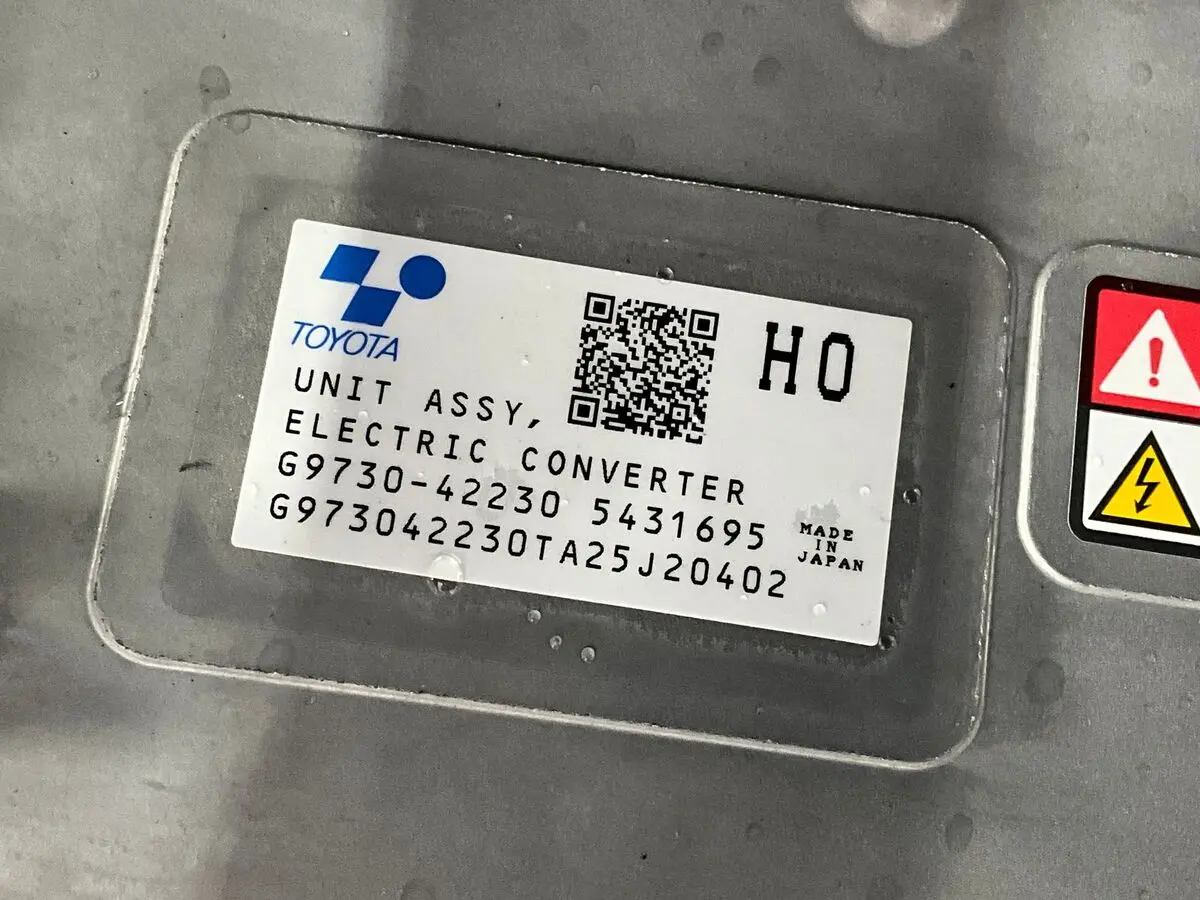 TOYOTA
H0
UNIT ASSY,
ELECTRIC CONVERTER
G9730-42230 5431695
G973042230TA25J20402
MADE
IN
JAPAN